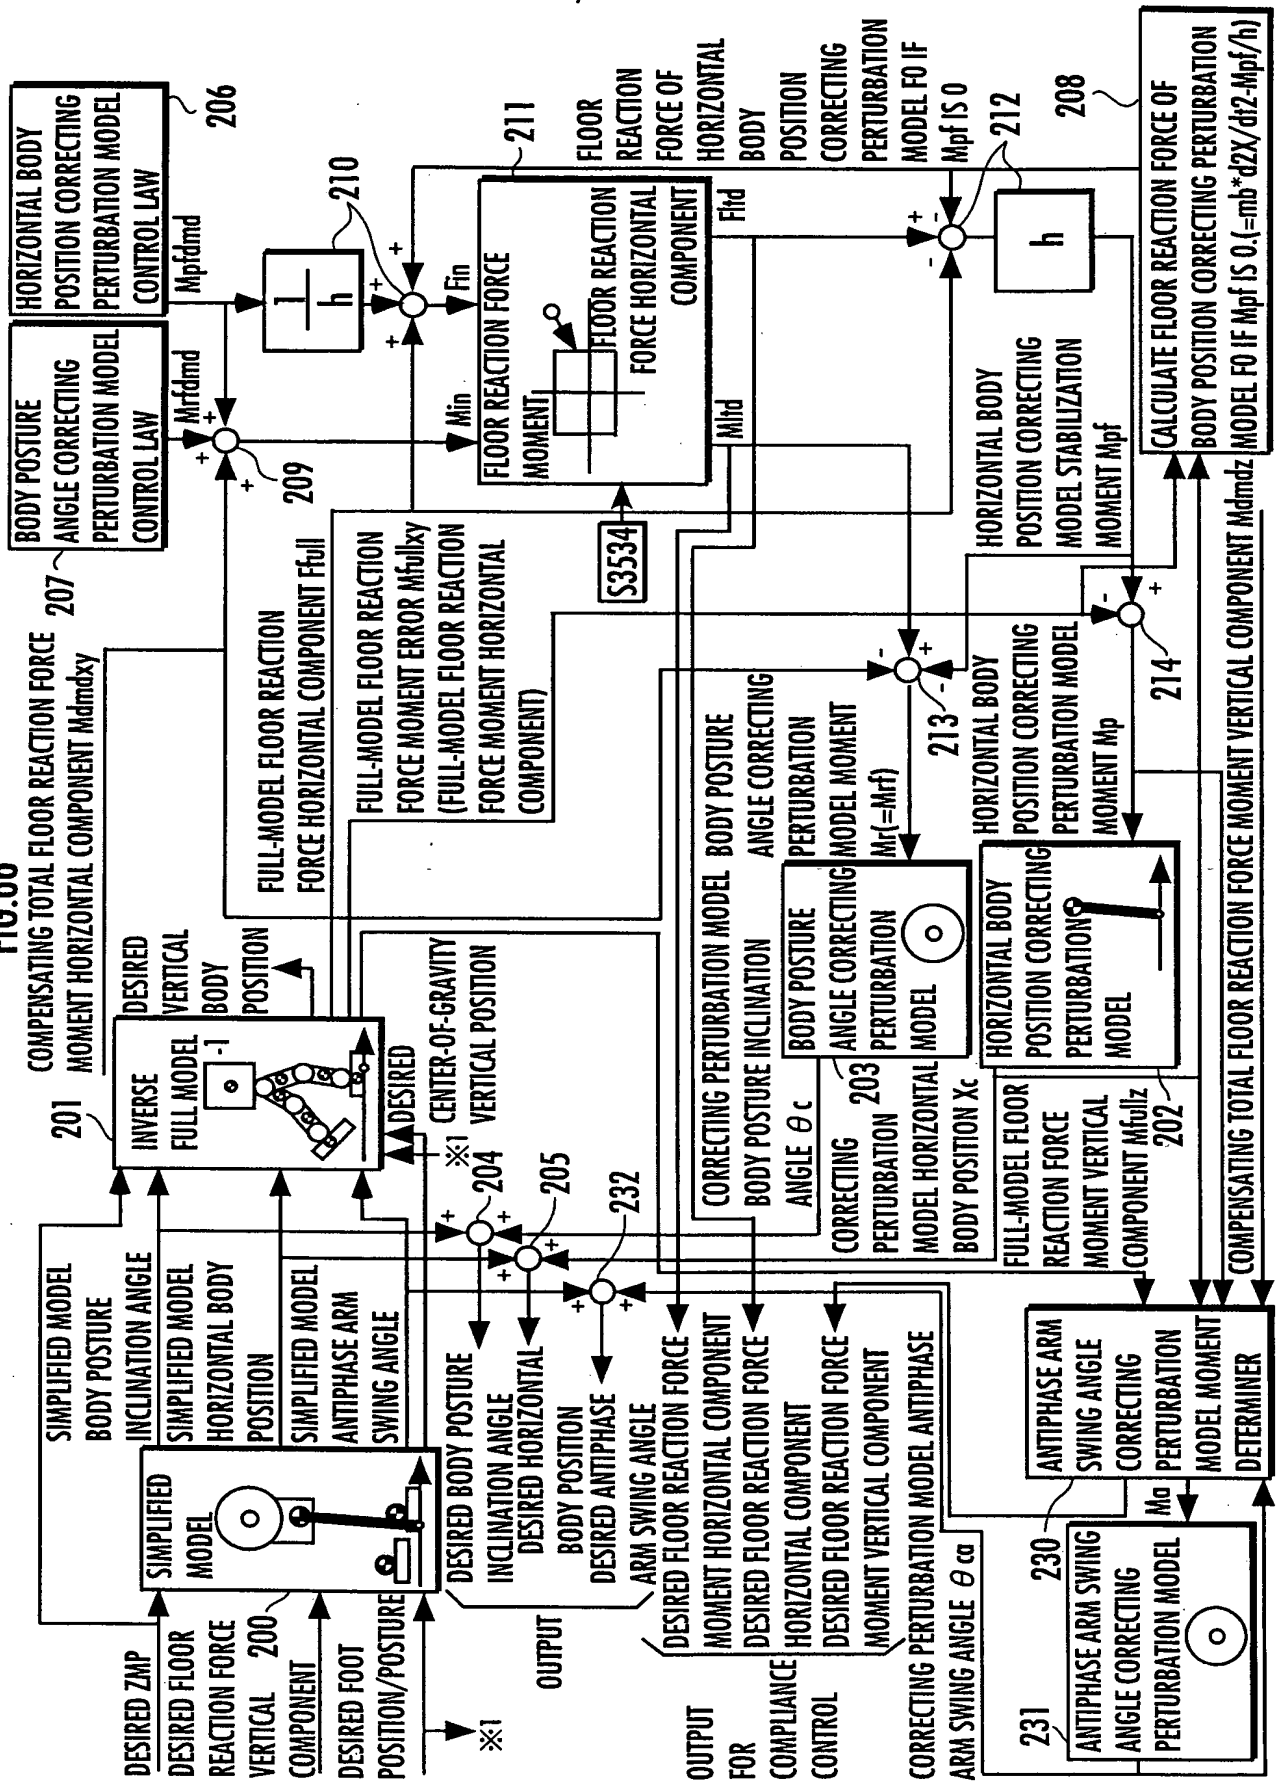 FIG.66
COMPENSATING TOTAL FLOOR REACTION FORCE
MOMENT HORIZONTAL COMPONENT Mdmdxy
207
BODY POSTURE
ANGLE CORRECTING
PERTURBATION MODEL
CONTROL LAW
HORIZONTAL BODY
POSITION CORRECTING
PERTURBATION MODEL
CONTROL LAW
206
Mrfdmd
Mpfdmd
209
+
+
+
1
h
210
+
+
+
Min
Fin
211
FLOOR REACTION FORCE
MOMENT
FLOOR REACTION
FORCE HORIZONTAL
COMPONENT
S3534
Mltd
Fltd
FLOOR
REACTION
FORCE OF
HORIZONTAL
BODY
POSITION
CORRECTING
PERTURBATION
MODEL F0 IF
Mpf IS 0
212
+
-
-
h
208
CALCULATE FLOOR REACTION FORCE OF
BODY POSITION CORRECTING PERTURBATION
MODEL F0 IF Mpf IS 0.(=mb*d2X/dt2-Mpf/h)
201
INVERSE
FULL MODEL -1
DESIRED
VERTICAL
BODY
POSITION
FULL-MODEL FLOOR REACTION
FORCE HORIZONTAL COMPONENT Ffull
FULL-MODEL FLOOR REACTION
FORCE MOMENT ERROR Mfullxy
(FULL-MODEL FLOOR REACTION
FORCE MOMENT HORIZONTAL
COMPONENT)
DESIRED
CENTER-OF-GRAVITY
VERTICAL POSITION
※1
SIMPLIFIED MODEL
BODY POSTURE
INCLINATION ANGLE
SIMPLIFIED MODEL
HORIZONTAL BODY
POSITION
SIMPLIFIED MODEL
ANTIPHASE ARM
SWING ANGLE
SIMPLIFIED
MODEL
DESIRED ZMP
DESIRED FLOOR
REACTION FORCE
VERTICAL
COMPONENT
200
DESIRED FOOT
POSITION/POSTURE
※1
204
+
+
205
+
+
232
+
+
DESIRED BODY POSTURE
INCLINATION ANGLE
DESIRED HORIZONTAL
BODY POSITION
DESIRED ANTIPHASE
ARM SWING ANGLE
OUTPUT
DESIRED FLOOR REACTION FORCE
MOMENT HORIZONTAL COMPONENT
DESIRED FLOOR REACTION FORCE
HORIZONTAL COMPONENT
DESIRED FLOOR REACTION FORCE
MOMENT VERTICAL COMPONENT
OUTPUT
FOR
COMPLIANCE
CONTROL
CORRECTING PERTURBATION MODEL
BODY POSTURE INCLINATION
ANGLE θc
BODY POSTURE
ANGLE CORRECTING
PERTURBATION
MODEL MOMENT
Mr(=Mrf)
213
-
+
-
BODY POSTURE
ANGLE CORRECTING
PERTURBATION
MODEL
203
CORRECTING
PERTURBATION
MODEL HORIZONTAL
BODY POSITION Xc
HORIZONTAL BODY
POSITION CORRECTING
MODEL STABILIZATION
MOMENT Mpf
214
-
+
HORIZONTAL BODY
POSITION CORRECTING
PERTURBATION MODEL
MOMENT Mp
HORIZONTAL BODY
POSITION CORRECTING
PERTURBATION
MODEL
202
FULL-MODEL FLOOR
REACTION FORCE
MOMENT VERTICAL
COMPONENT Mfullz
COMPENSATING TOTAL FLOOR REACTION FORCE MOMENT VERTICAL COMPONENT Mdmdz
CORRECTING PERTURBATION MODEL ANTIPHASE
ARM SWING ANGLE θca
ANTIPHASE ARM
SWING ANGLE
CORRECTING
PERTURBATION
MODEL MOMENT
DETERMINER
230
Ma
231
ANTIPHASE ARM SWING
ANGLE CORRECTING
PERTURBATION MODEL